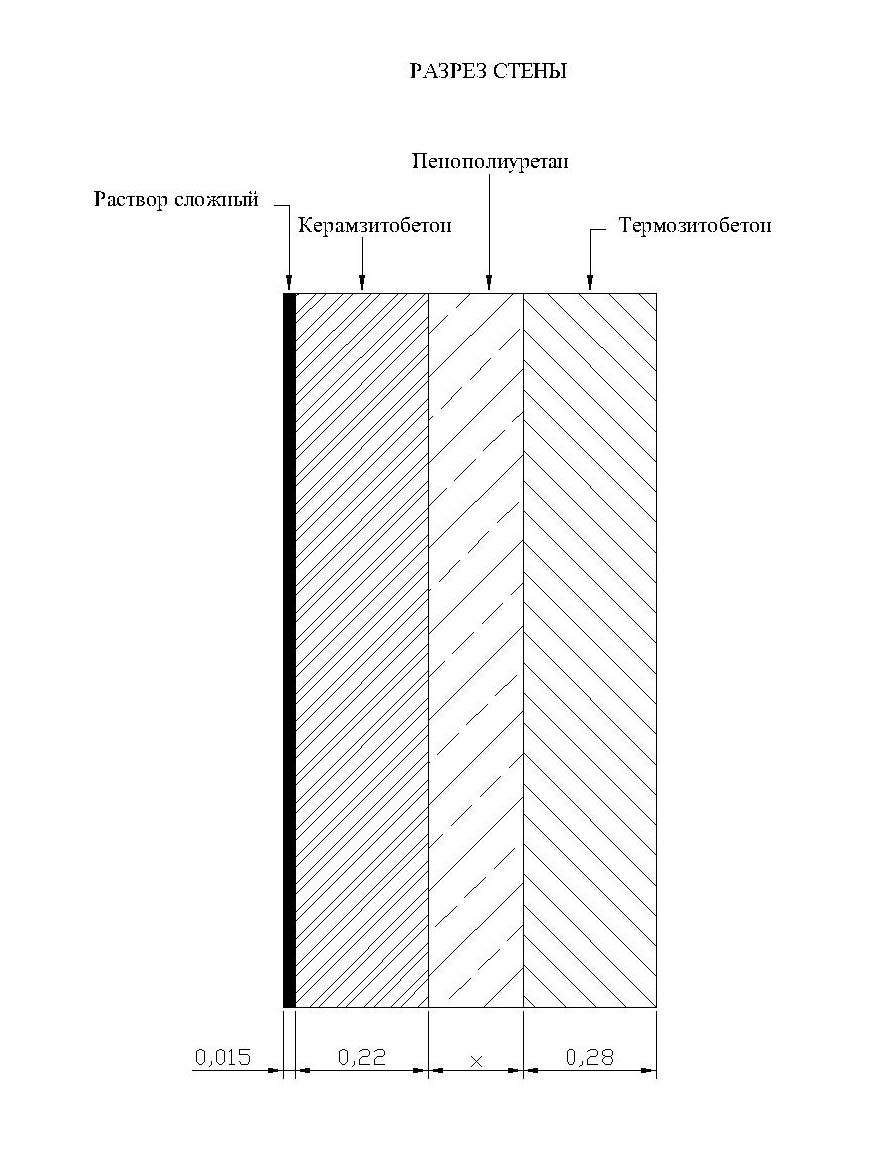 РАЗРЕЗ СТЕНЫ
Пенополиуретан
Раствор сложный
Керамзитобетон
Термозитобетон
0,015
0,22
x
0,28